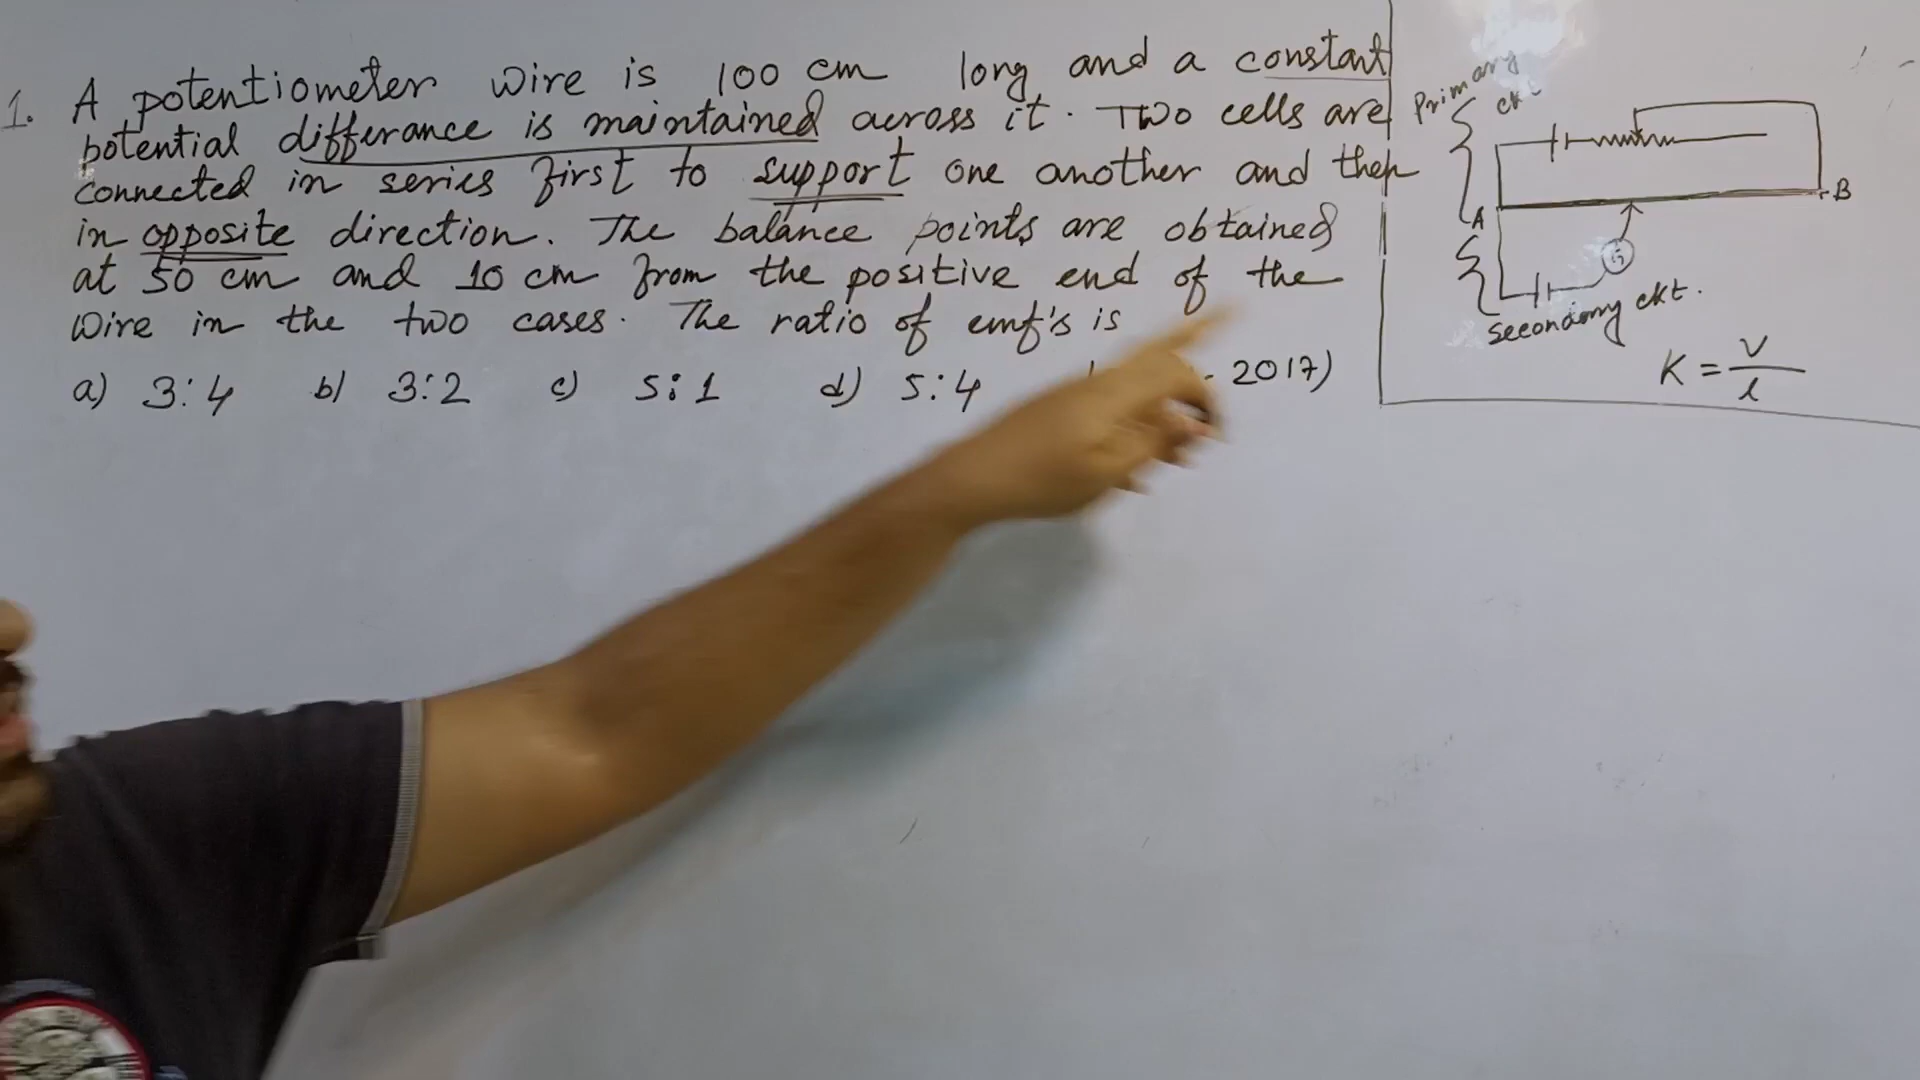 1. A potentiometer wire is 100 cm long and a constant
potential differance is maintained across it. Two cells are
connected in series first to support one another and then
in opposite direction. The balance points are obtained
at 50 cm and 10 cm from the positive end of the
wire in the two cases. The ratio of emf's is
a) 3:4 b) 3:2 c) 5:1 d) 5:4 2017)
Primary
ckt
A
B
G
Secondary ckt.
K = V
l